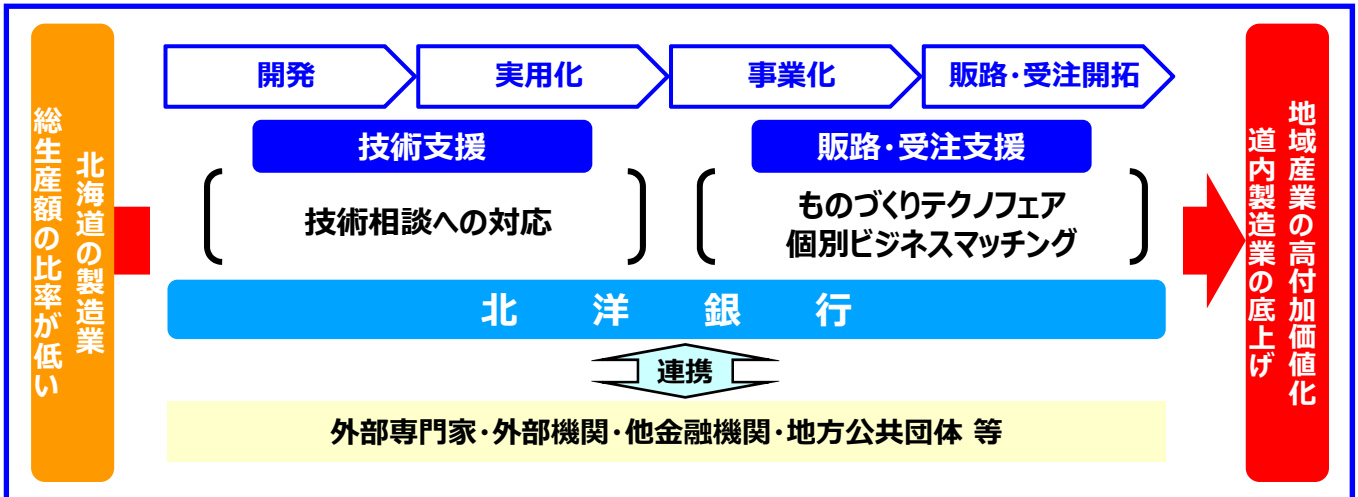 北海道の製造業
総生産額の比率が低い
開発
実用化
事業化
販路・受注開拓
技術支援
販路・受注支援
技術相談への対応
ものづくりテクノフェア
個別ビジネスマッチング
北洋銀行
連携
外部専門家・外部機関・他金融機関・地方公共団体 等
地域産業の高付加価値化
道内製造業の底上げ